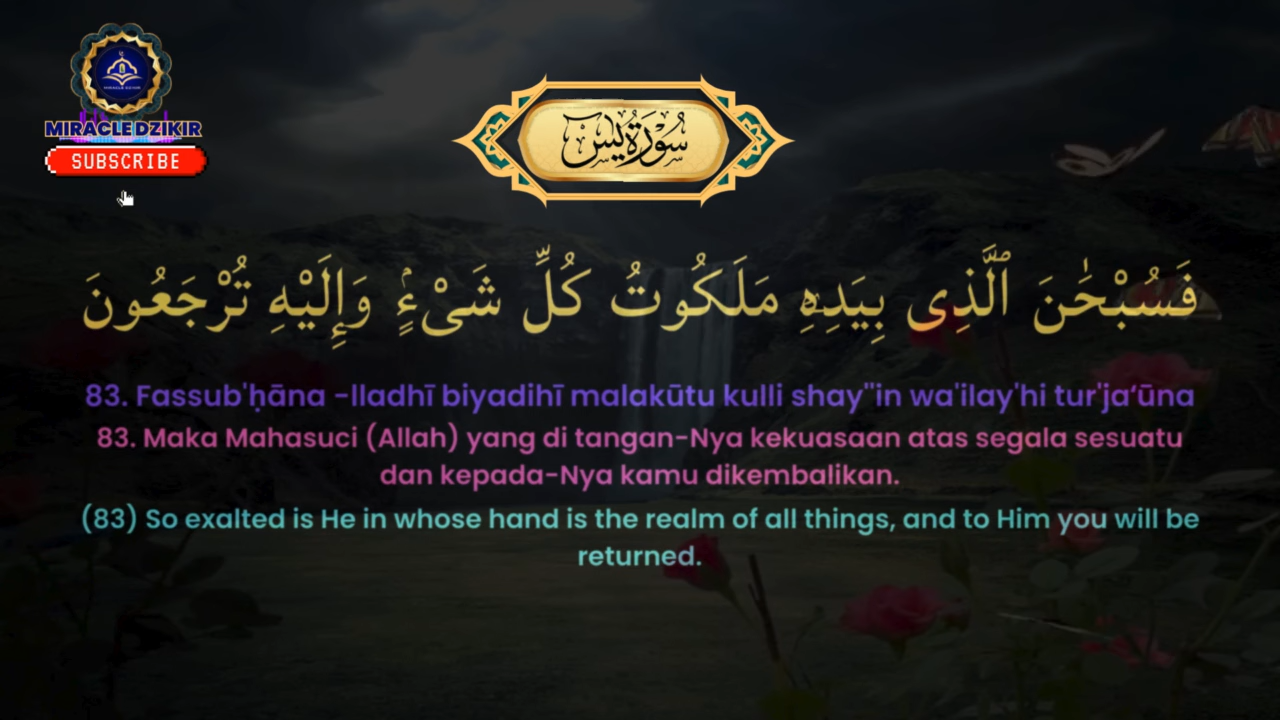 MIRACLE DZIKIR
SUBSCRIBE
سُورَةُ يس
فَسُبْحَٰنَ ٱلَّذِى بِيَدِهِۦ مَلَكُوتُ كُلِّ شَىْءٍۢ وَإِلَيْهِ تُرْجَعُونَ
83. Fassub'ḥāna -lladhī biyadihī malakūtu kulli shay''in wa'ilay'hi tur'ja‘ūna
83. Maka Mahasuci (Allah) yang di tangan-Nya kekuasaan atas segala sesuatu
dan kepada-Nya kamu dikembalikan.
(83) So exalted is He in whose hand is the realm of all things, and to Him you will be
returned.